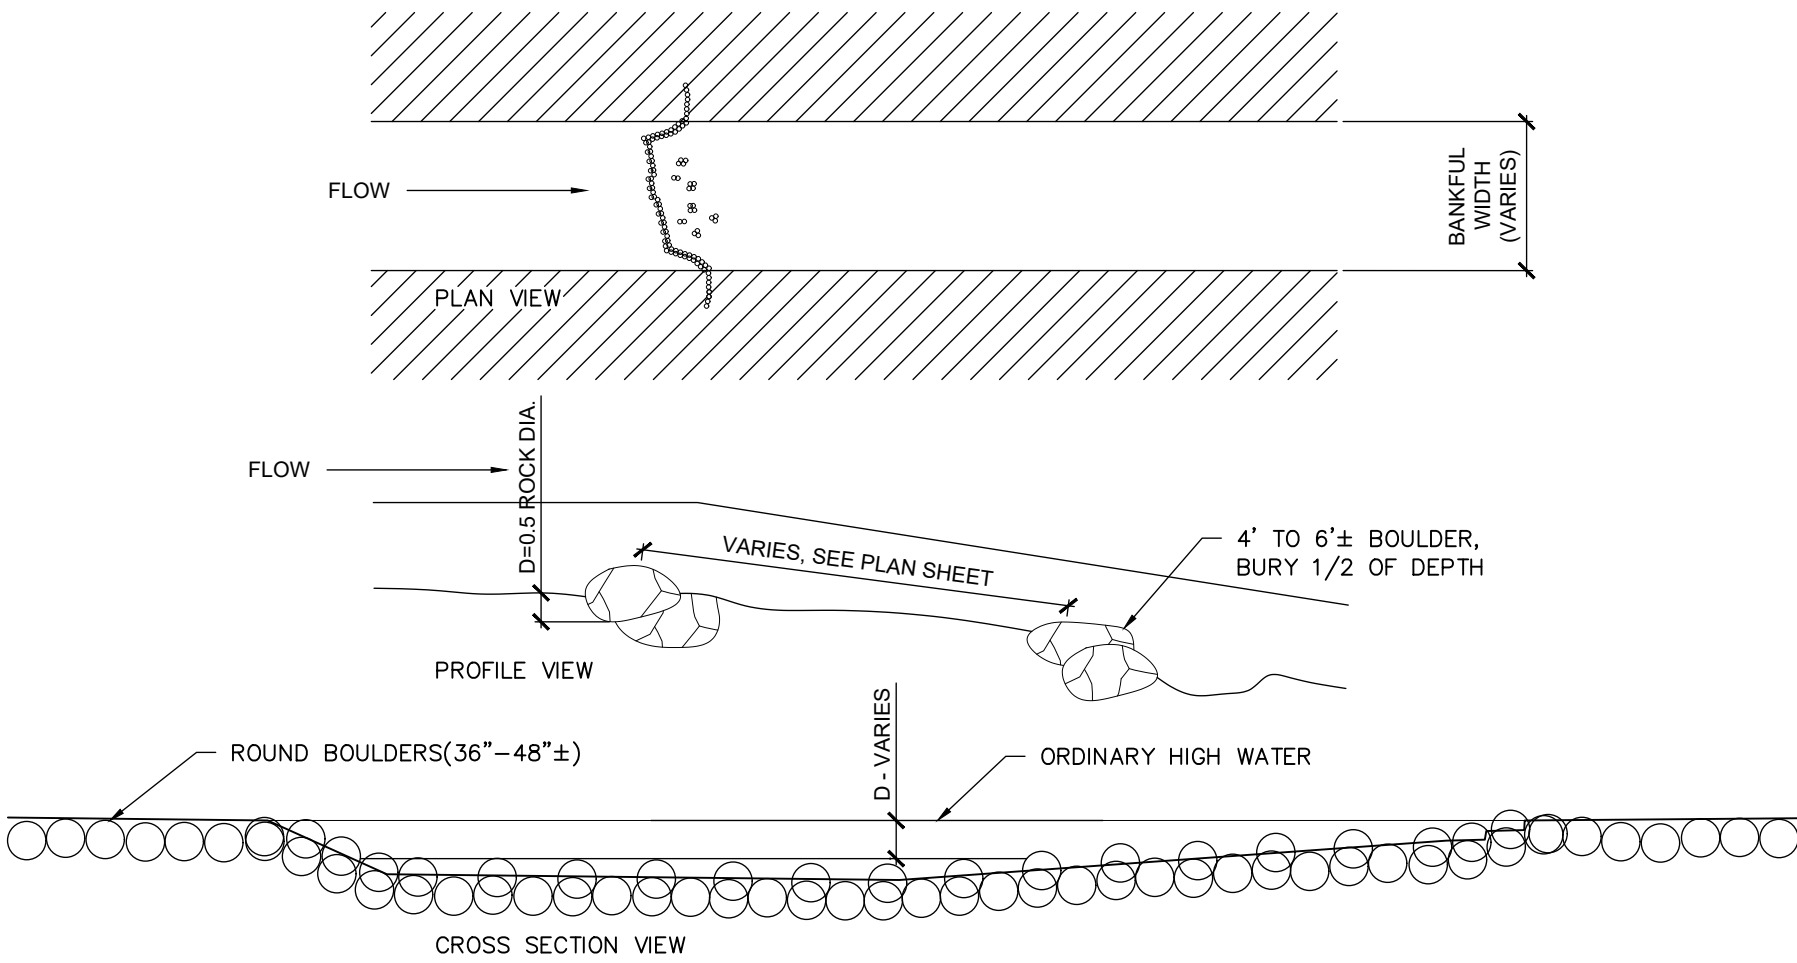 FLOW
BANKFUL
WIDTH
(VARIES)
PLAN VIEW
FLOW
D=0.5 ROCK DIA.
VARIES, SEE PLAN SHEET
4' TO 6'± BOULDER,
BURY 1/2 OF DEPTH
PROFILE VIEW
D - VARIES
ROUND BOULDERS(36"-48"±)
ORDINARY HIGH WATER
CROSS SECTION VIEW